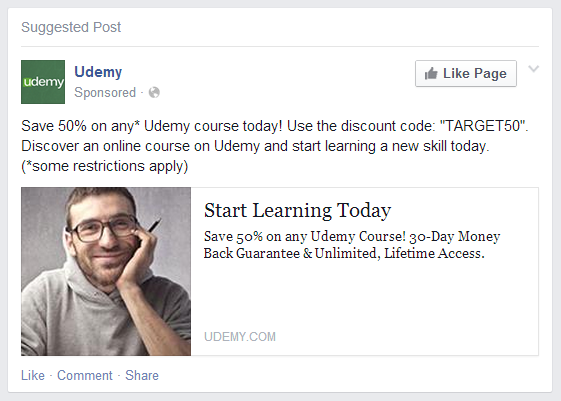 Suggested Post
udemy
Udemy
Sponsored ·
Like Page
Save 50% on any* Udemy course today! Use the discount code: "TARGET50".
Discover an online course on Udemy and start learning a new skill today.
(*some restrictions apply)
Start Learning Today
Save 50% on any Udemy Course! 30-Day Money
Back Guarantee & Unlimited, Lifetime Access.
UDEMY.COM
Like · Comment · Share